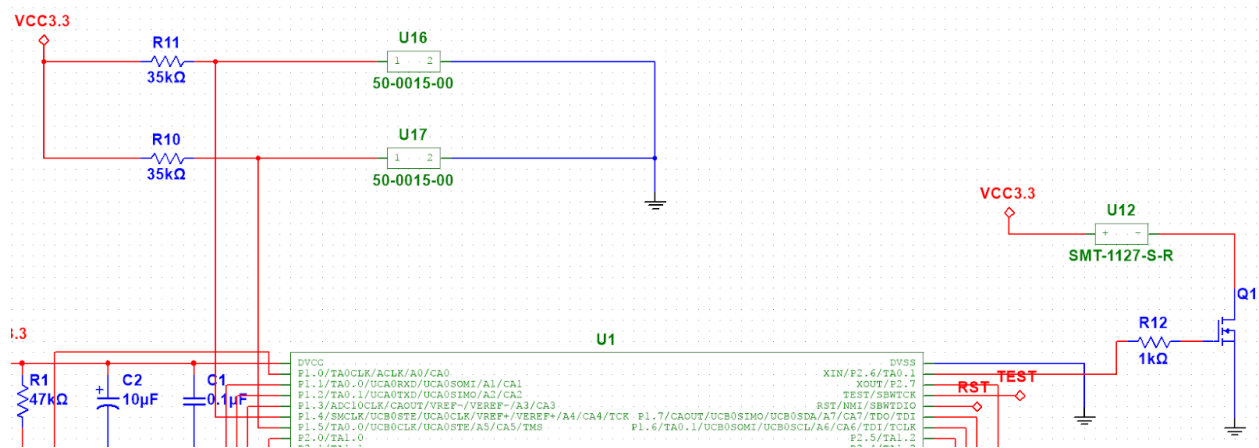 VCC3.3
R11
35kΩ
U16
1 2
50-0015-00
R10
35kΩ
U17
1 2
50-0015-00
VCC3.3
U12
+ -
SMT-1127-S-R
Q1
R12
1kΩ
3.3
U1
R1
47kΩ
+
C2
10µF
C1
0.1µF
DVCC
P1.0/TA0CLK/ACLK/A0/CA0
P1.1/TA0.0/UCA0RXD/UCA0SOMI/A1/CA1
P1.2/TA0.1/UCA0TXD/UCA0SIMO/A2/CA2
P1.3/ADC10CLK/CAOUT/VREF-/VEREF-/A3/CA3
P1.4/SMCLK/UCB0STE/UCA0CLK/VREF+/VEREF+/A4/CA4/TCK
P1.5/TA0.0/UCB0CLK/UCA0STE/A5/CA5/TMS
P2.0/TA1.0
DVSS
XIN/P2.6/TA0.1
XOUT/P2.7
TEST/SBWTCK
RST/NMI/SBWTDIO
P1.7/CAOUT/UCB0SIMO/UCB0SDA/A7/CA7/TDO/TDI
P1.6/TA0.1/UCB0SOMI/UCB0SCL/A6/CA6/TDI/TCLK
P2.5/TA1.2
RST
TEST